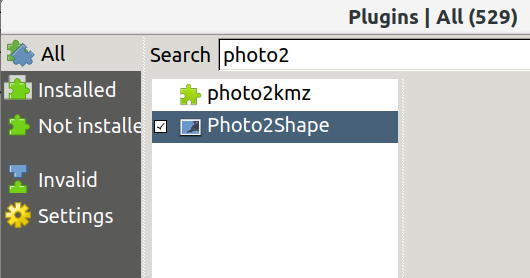 Plugins | All (529)
All
Search photo2
Installed
Not installe
Invalid
Settings
photo2kmz
Photo2Shape